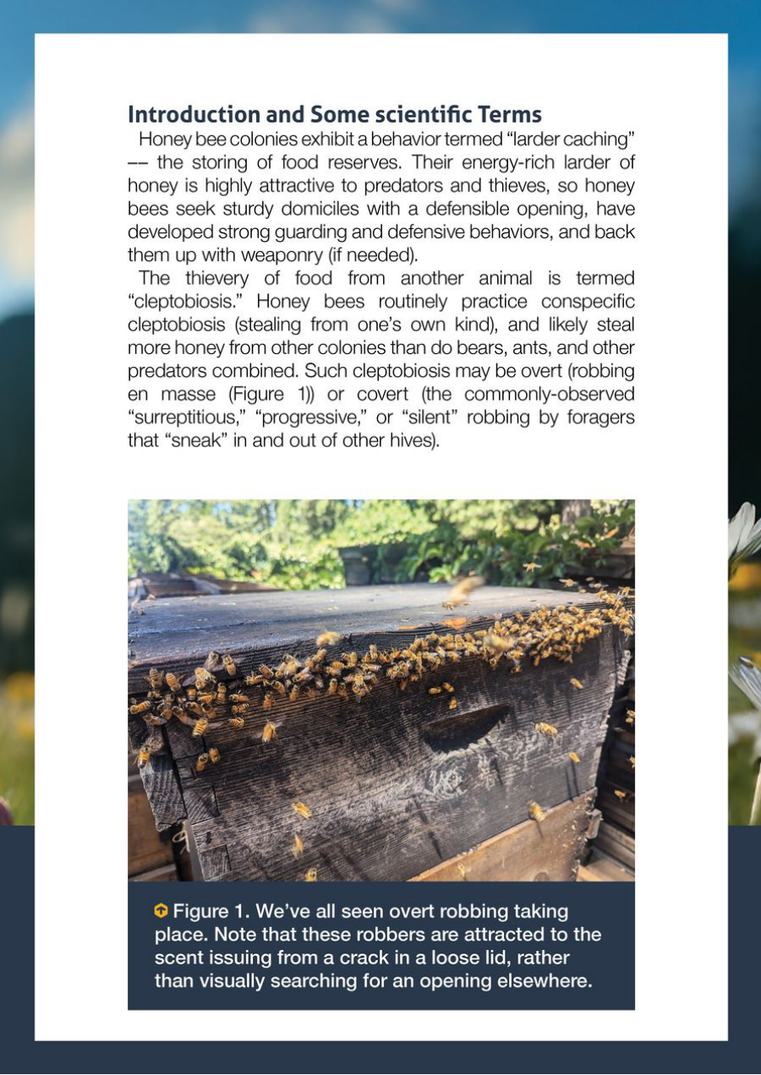 Introduction and Some scientific Terms
Honey bee colonies exhibit a behavior termed “larder caching”
— the storing of food reserves. Their energy-rich larder of
honey is highly attractive to predators and thieves, so honey
bees seek sturdy domiciles with a defensible opening, have
developed strong guarding and defensive behaviors, and back
them up with weaponry (if needed).
The thievery of food from another animal is termed
“cleptobiosis.” Honey bees routinely practice conspecific
cleptobiosis (stealing from one’s own kind), and likely steal
more honey from other colonies than do bears, ants, and other
predators combined. Such cleptobiosis may be overt (robbing
en masse (Figure 1)) or covert (the commonly-observed
“surreptitious,” “progressive,” or “silent” robbing by foragers
that “sneak” in and out of other hives).
Figure 1. We’ve all seen overt robbing taking
place. Note that these robbers are attracted to the
scent issuing from a crack in a loose lid, rather
than visually searching for an opening elsewhere.